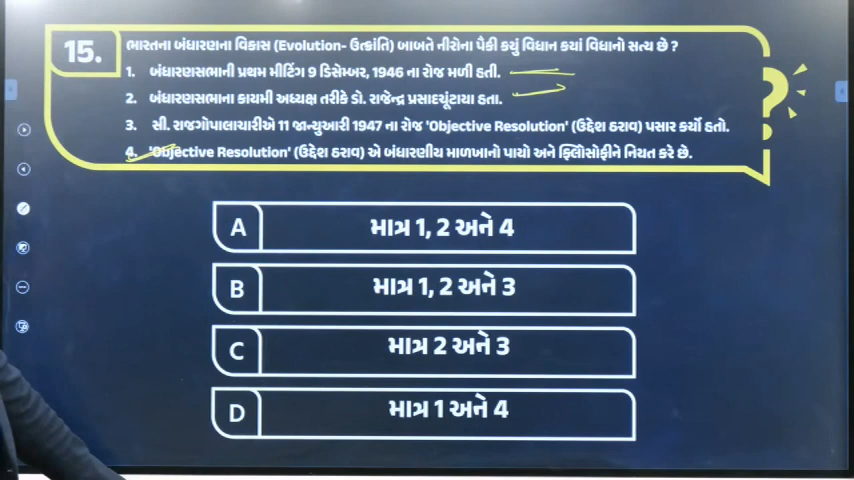 15.
ભારતના બંધારણના વિકાસ (Evolution- ઉત્ક્રાંતિ) બાબતે નીચેના પૈકી કયું વિધાન કયાં વિધાનો સત્ય છે ?
1. બંધારણસભાની પ્રથમ મીટિંગ 9 ડિસેમ્બર, 1946 ના રોજ મળી હતી.
2. બંધારણસભાના કાયમી અધ્યક્ષ તરીકે ડો. રાજેન્દ્ર પ્રસાદચૂંટાયા હતા.
3. સી. રાજગોપાલાચારીએ 11 જાન્યુઆરી 1947 ના રોજ 'Objective Resolution' (ઉદ્દેશ ઠરાવ) પસાર કર્યો હતો.
4. 'Objective Resolution' (ઉદ્દેશ ઠરાવ) એ બંધારણીય માળખાનો પાયો અને ફિલોસોફીને નિયત કરે છે.
A માત્ર 1, 2 અને 4
B માત્ર 1, 2 અને 3
C માત્ર 2 અને 3
D માત્ર 1 અને 4